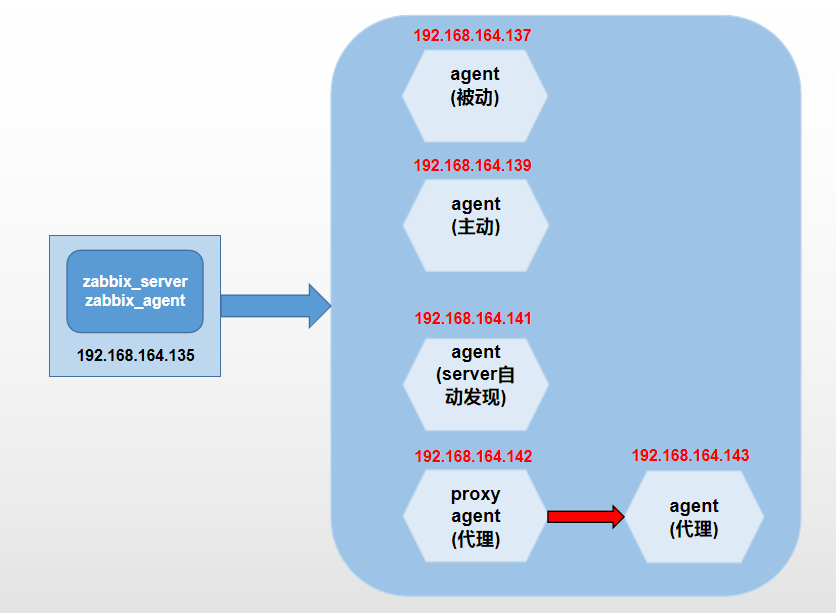 192.168.164.137
agent
(被动)
192.168.164.139
agent
(主动)
zabbix_server
zabbix_agent
192.168.164.135
192.168.164.141
agent
(server自
动发现)
192.168.164.142
proxy
agent
(代理)
192.168.164.143
agent
(代理)